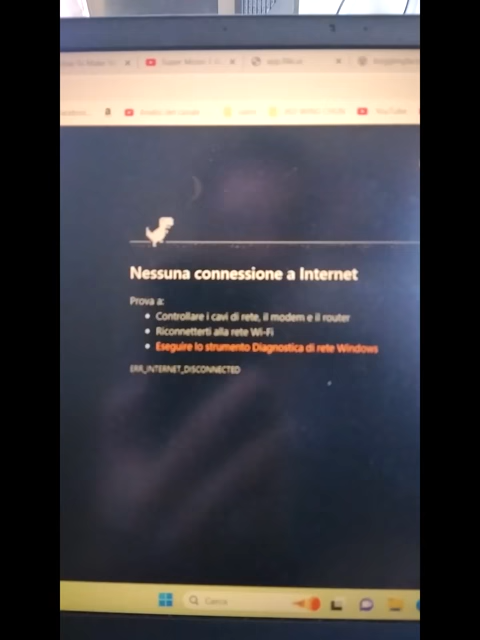 YouTube
Nessuna connessione a Internet
Prova a:
Controllare i cavi di rete, il modem e il router
Riconnetterti alla rete Wi-Fi
Eseguire lo strumento Diagnostica di rete Windows
ERR_INTERNET_DISCONNECTED
Cerca